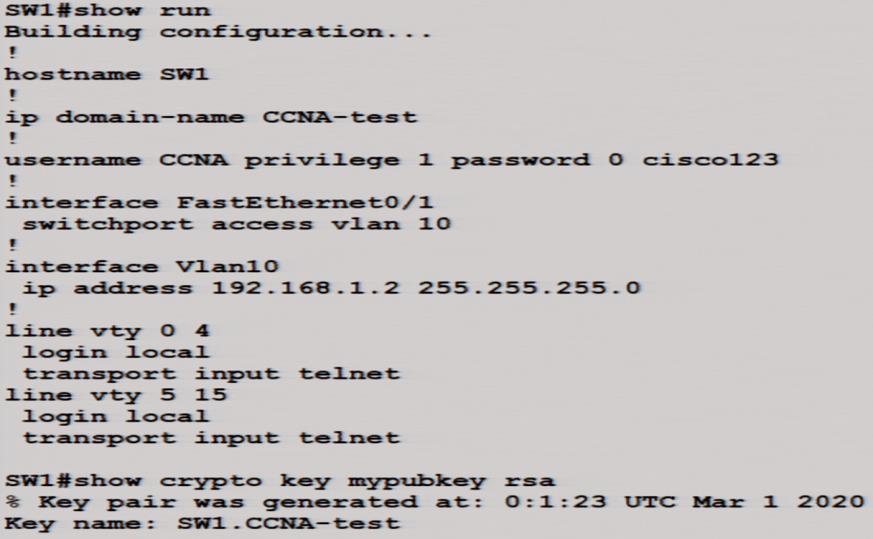 SW1#show run
Building configuration...
!
hostname SW1
!
ip domain-name CCNA-test
!
username CCNA privilege 1 password 0 cisco123
!
interface FastEthernet0/1
 switchport access vlan 10
!
interface Vlan10
 ip address 192.168.1.2 255.255.255.0
!
line vty 0 4
 login local
 transport input telnet
line vty 5 15
 login local
 transport input telnet

SW1#show crypto key mypubkey rsa
% Key pair was generated at: 0:1:23 UTC Mar 1 2020
Key name: SW1.CCNA-test